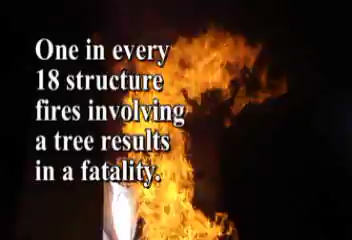 One in every
18 structure
fires involving
a tree results
in a fatality.